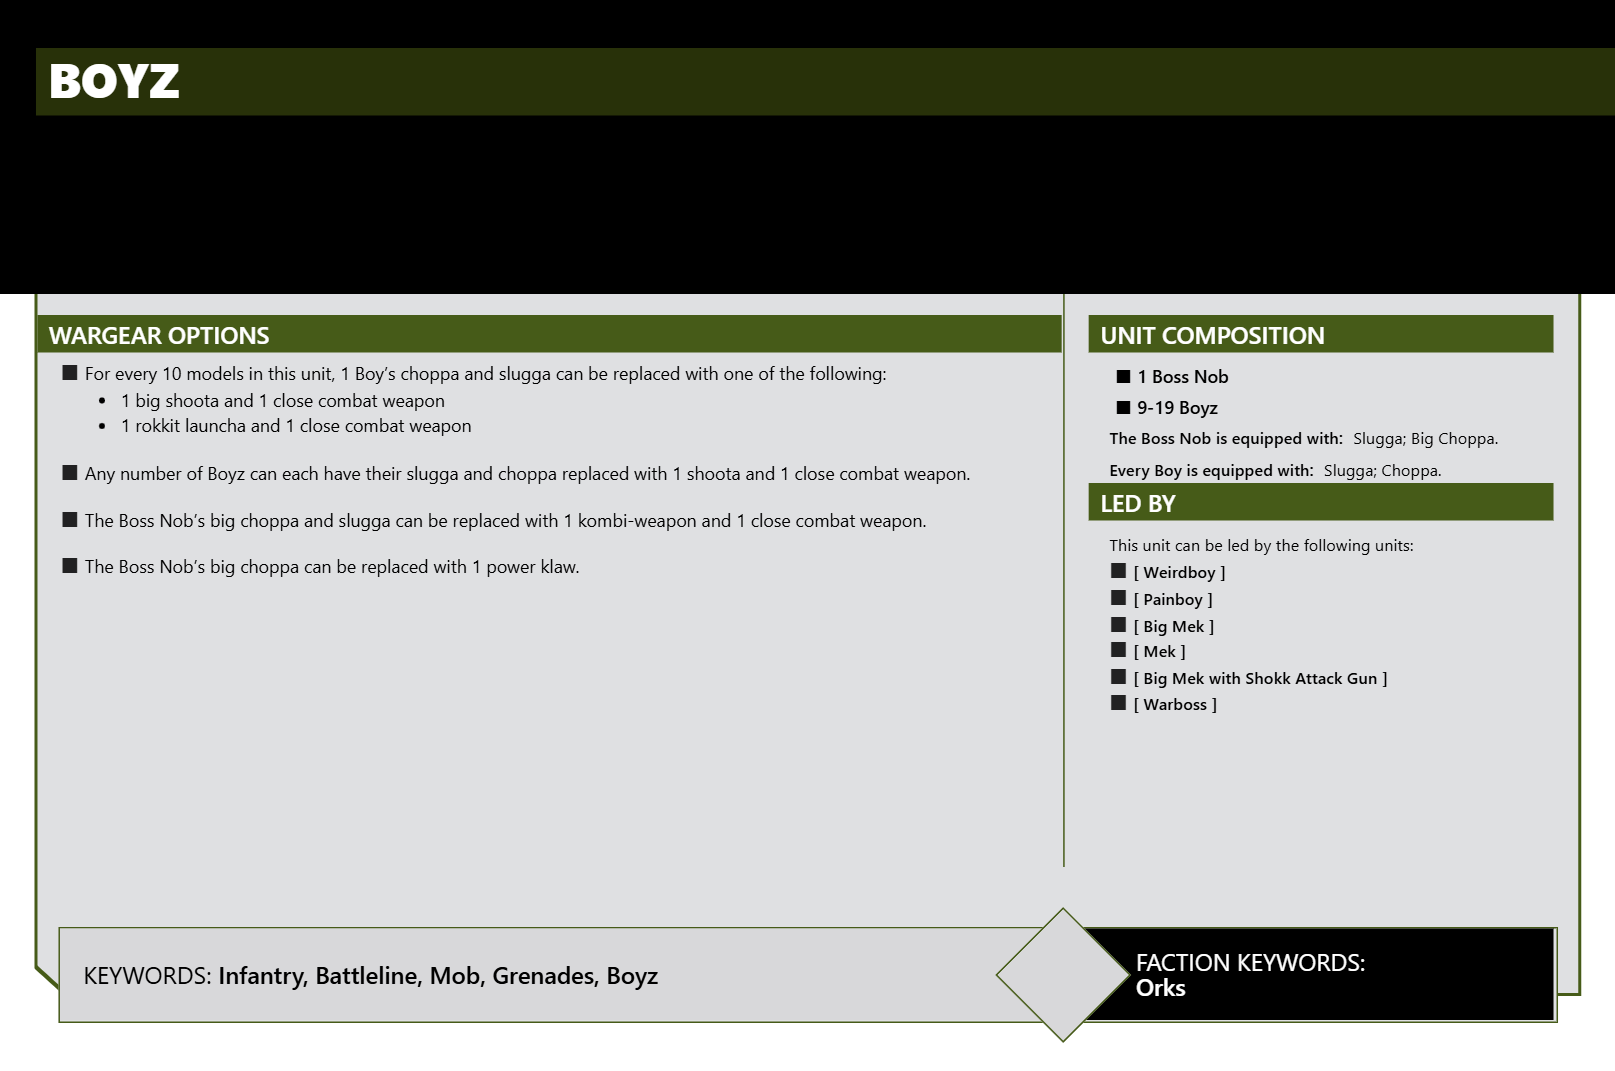 BOYZ
WARGEAR OPTIONS
■ For every 10 models in this unit, 1 Boy’s choppa and slugga can be replaced with one of the following:
• 1 big shoota and 1 close combat weapon
• 1 rokkit launcha and 1 close combat weapon
■ Any number of Boyz can each have their slugga and choppa replaced with 1 shoota and 1 close combat weapon.
■ The Boss Nob’s big choppa and slugga can be replaced with 1 kombi-weapon and 1 close combat weapon.
■ The Boss Nob’s big choppa can be replaced with 1 power klaw.
UNIT COMPOSITION
■ 1 Boss Nob
■ 9-19 Boyz
The Boss Nob is equipped with: Slugga; Big Choppa.
Every Boy is equipped with: Slugga; Choppa.
LED BY
This unit can be led by the following units:
■ [ Weirdboy ]
■ [ Painboy ]
■ [ Big Mek ]
■ [ Mek ]
■ [ Big Mek with Shokk Attack Gun ]
■ [ Warboss ]
KEYWORDS: Infantry, Battleline, Mob, Grenades, Boyz
FACTION KEYWORDS:
Orks